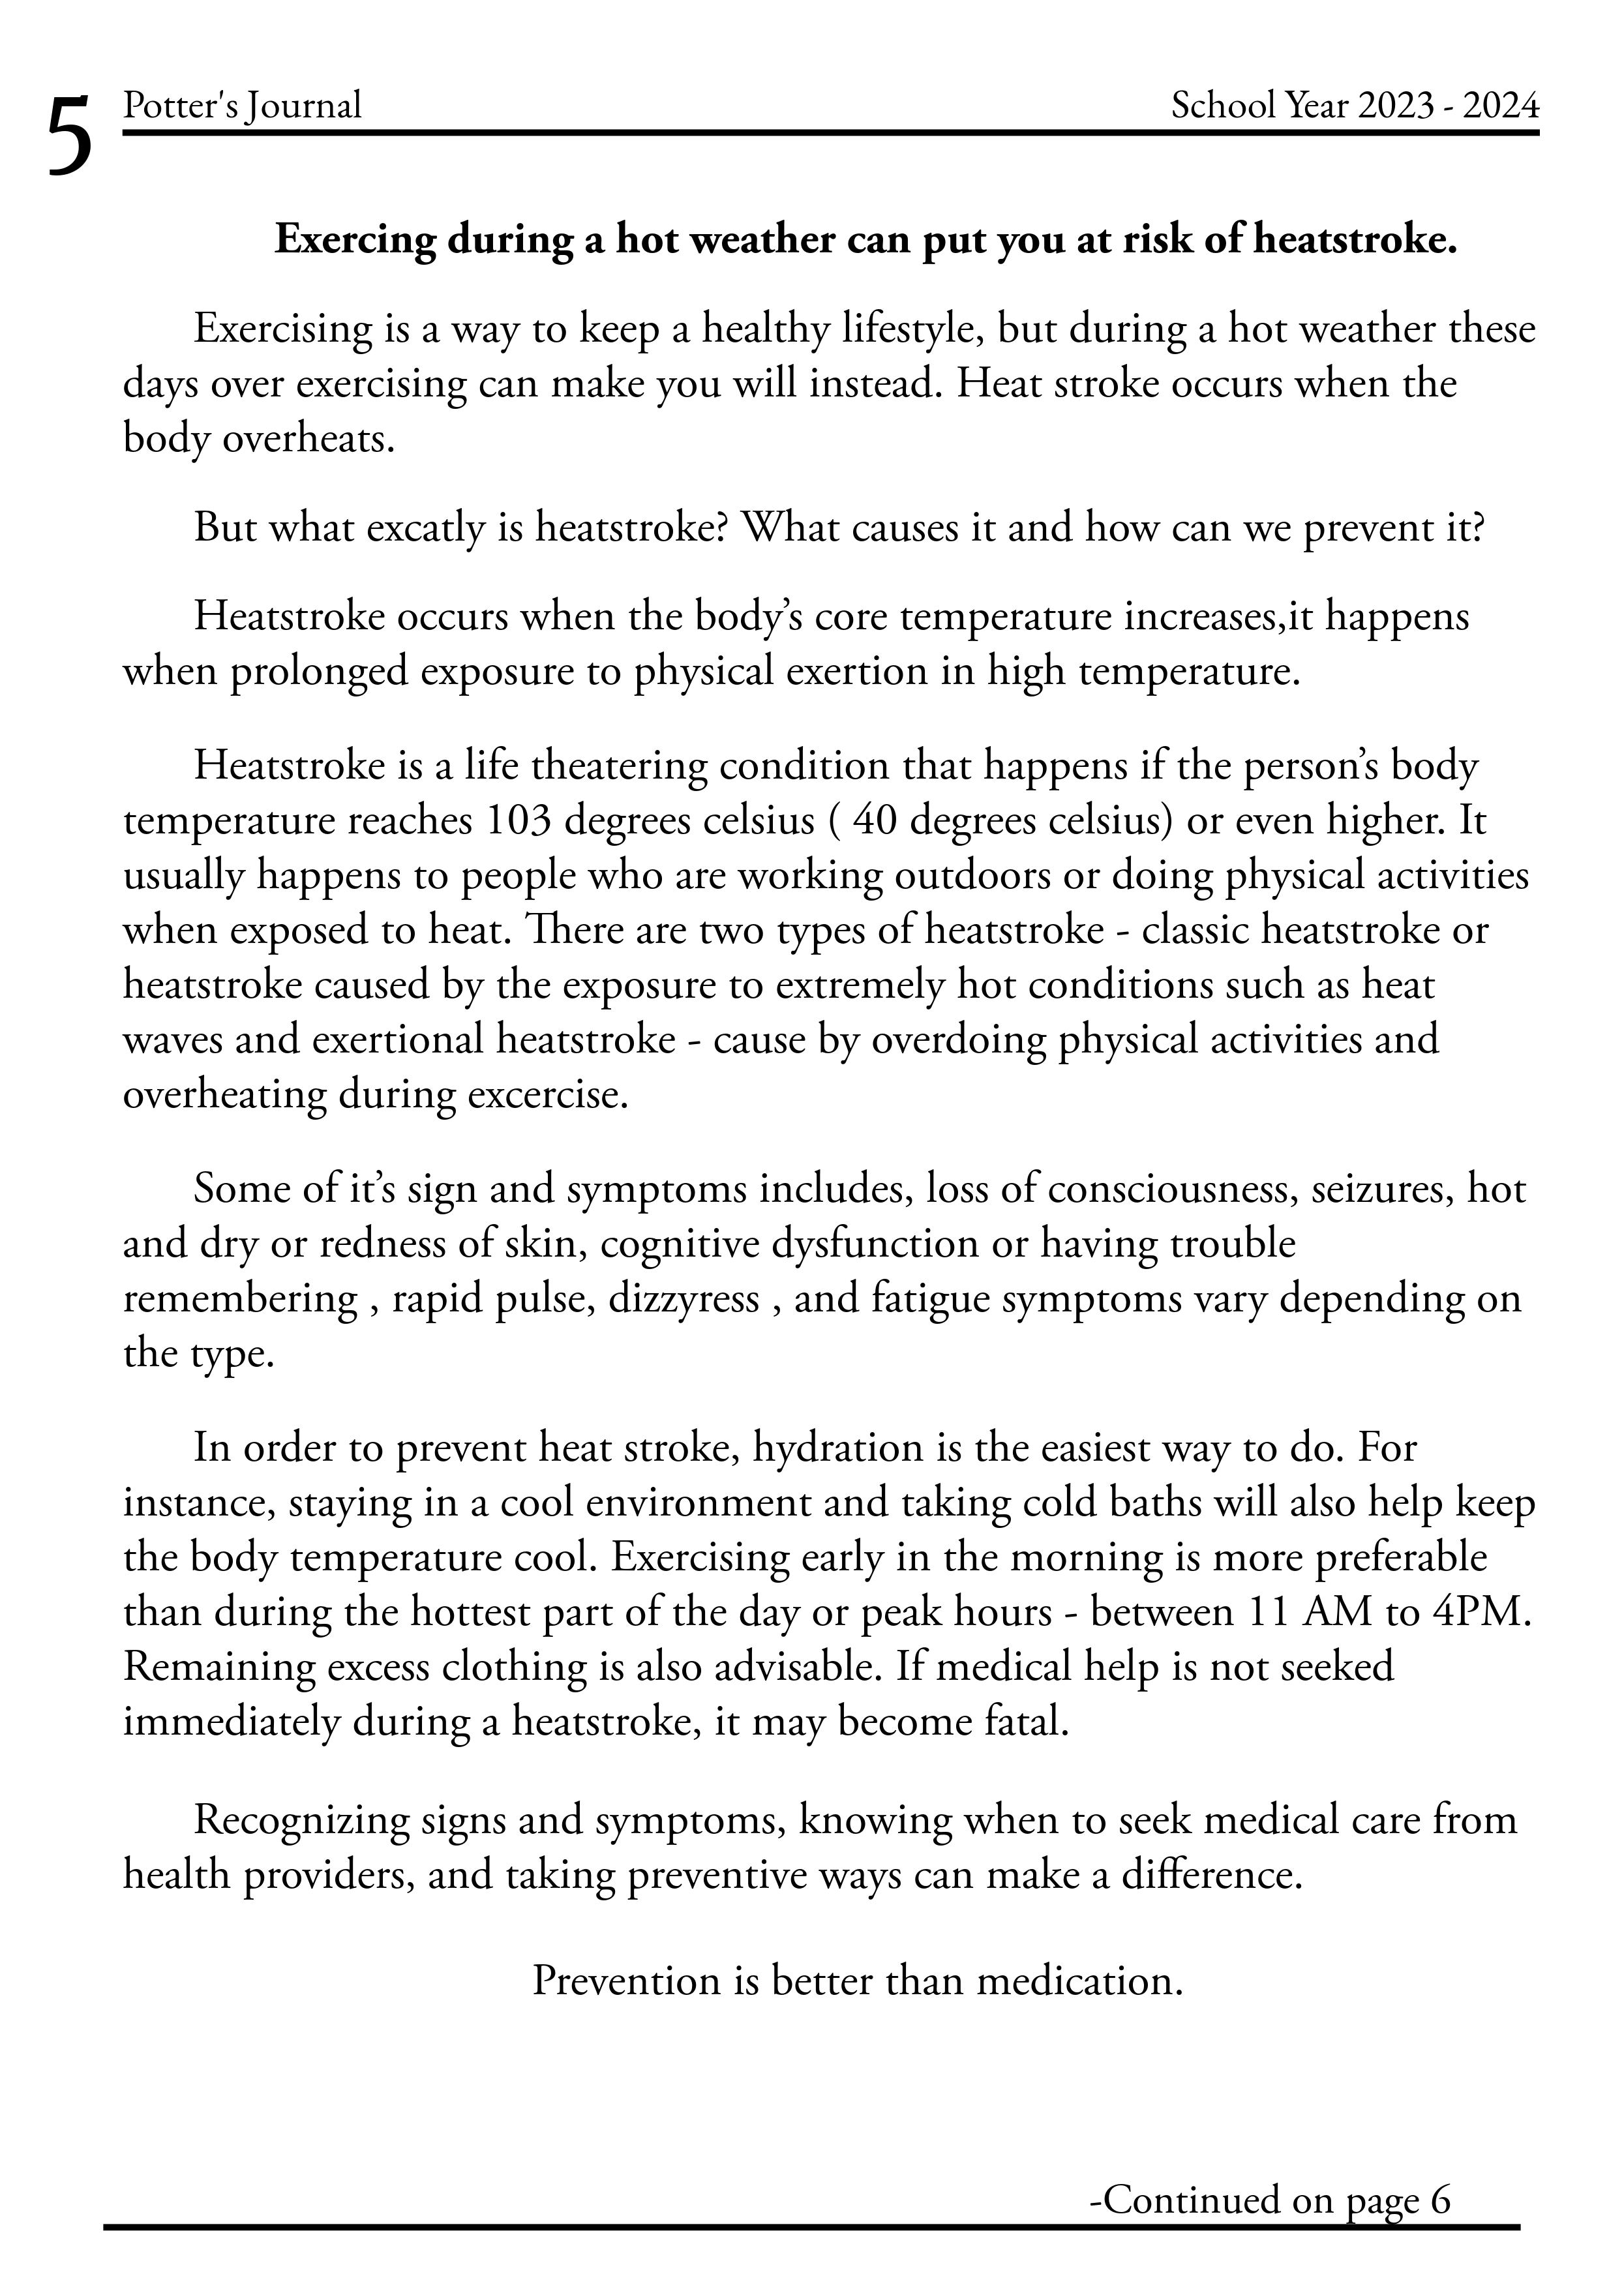 5
Potter's Journal
School Year 2023 - 2024
Exercing during a hot weather can put you at risk of heatstroke.
Exercising is a way to keep a healthy lifestyle, but during a hot weather these
days over exercising can make you will instead. Heat stroke occurs when the
body overheats.
But what excatly is heatstroke? What causes it and how can we prevent it?
Heatstroke occurs when the body’s core temperature increases,it happens
when prolonged exposure to physical exertion in high temperature.
Heatstroke is a life theatering condition that happens if the person’s body
temperature reaches 103 degrees celsius ( 40 degrees celsius) or even higher. It
usually happens to people who are working outdoors or doing physical activities
when exposed to heat. There are two types of heatstroke - classic heatstroke or
heatstroke caused by the exposure to extremely hot conditions such as heat
waves and exertional heatstroke - cause by overdoing physical activities and
overheating during excercise.
Some of it’s sign and symptoms includes, loss of consciousness, seizures, hot
and dry or redness of skin, cognitive dysfunction or having trouble
remembering , rapid pulse, dizzyress , and fatigue symptoms vary depending on
the type.
In order to prevent heat stroke, hydration is the easiest way to do. For
instance, staying in a cool environment and taking cold baths will also help keep
the body temperature cool. Exercising early in the morning is more preferable
than during the hottest part of the day or peak hours - between 11 AM to 4PM.
Remaining excess clothing is also advisable. If medical help is not seeked
immediately during a heatstroke, it may become fatal.
Recognizing signs and symptoms, knowing when to seek medical care from
health providers, and taking preventive ways can make a difference.
Prevention is better than medication.
-Continued on page 6